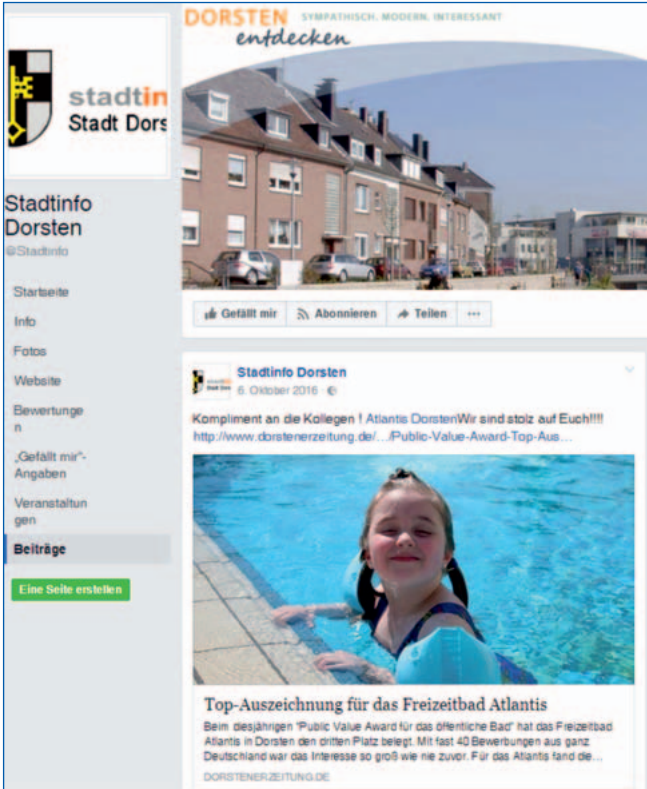 DORSTEN SYMPATHISCH. MODERN. INTERESSANT
entdecken
stadtin
Stadt Dors
Stadtinfo
Dorsten
@Stadtinfo
Startseite
Info
Fotos
Website
Bewertunge
n
„Gefällt mir"-
Angaben
Veranstaltun
gen
Beiträge
Eine Seite erstellen
Gefällt mir Abonnieren Teilen ...
Stadtinfo Dorsten
6. Oktober 2016 ·
Kompliment an die Kollegen ! Atlantis DorstenWir sind stolz auf Euch!!!!
http://www.dorstenerzeitung.de/…/Public-Value-Award-Top-Aus…
Top-Auszeichnung für das Freizeitbad Atlantis
Beim diesjährigen "Public Value Award für das öffentliche Bad" hat das Freizeitbad
Atlantis in Dorsten den dritten Platz belegt. Mit fast 40 Bewerbungen aus ganz
Deutschland war das Interesse so groß wie nie zuvor. Für das Atlantis fand die...
DORSTENERZEITUNG.DE